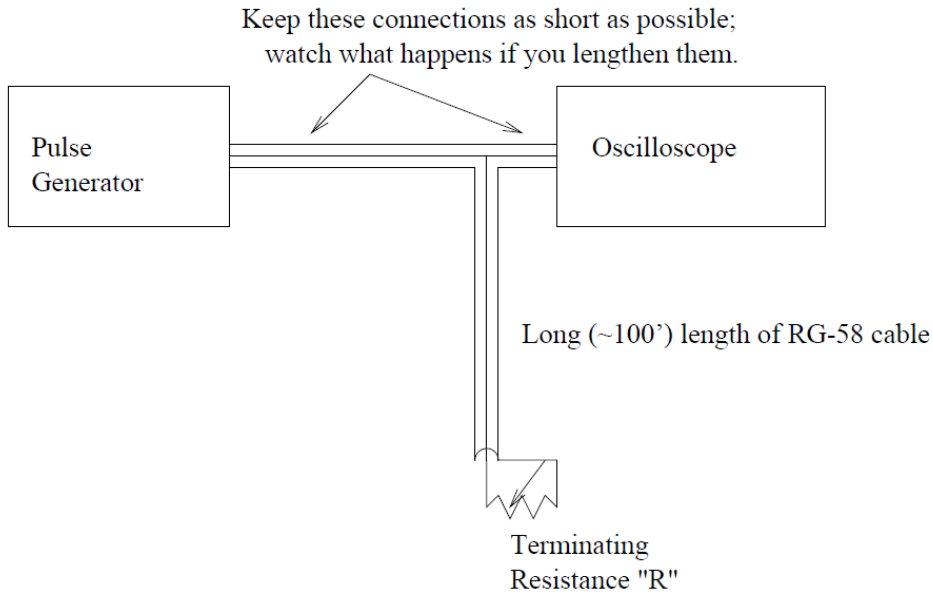 Keep these connections as short as possible;
watch what happens if you lengthen them.
Pulse
Generator
Oscilloscope
Long (~100’) length of RG-58 cable
Terminating
Resistance "R"